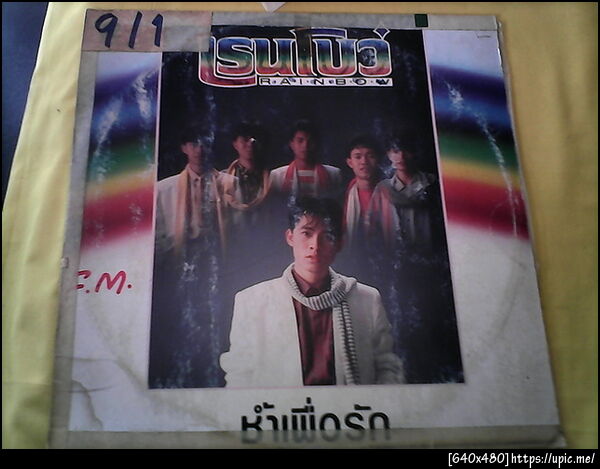 9/1
เรนโบว์
RAINBOW
F.M.
ช้ำเพื่อรัก
[640x480]https://upic.me/